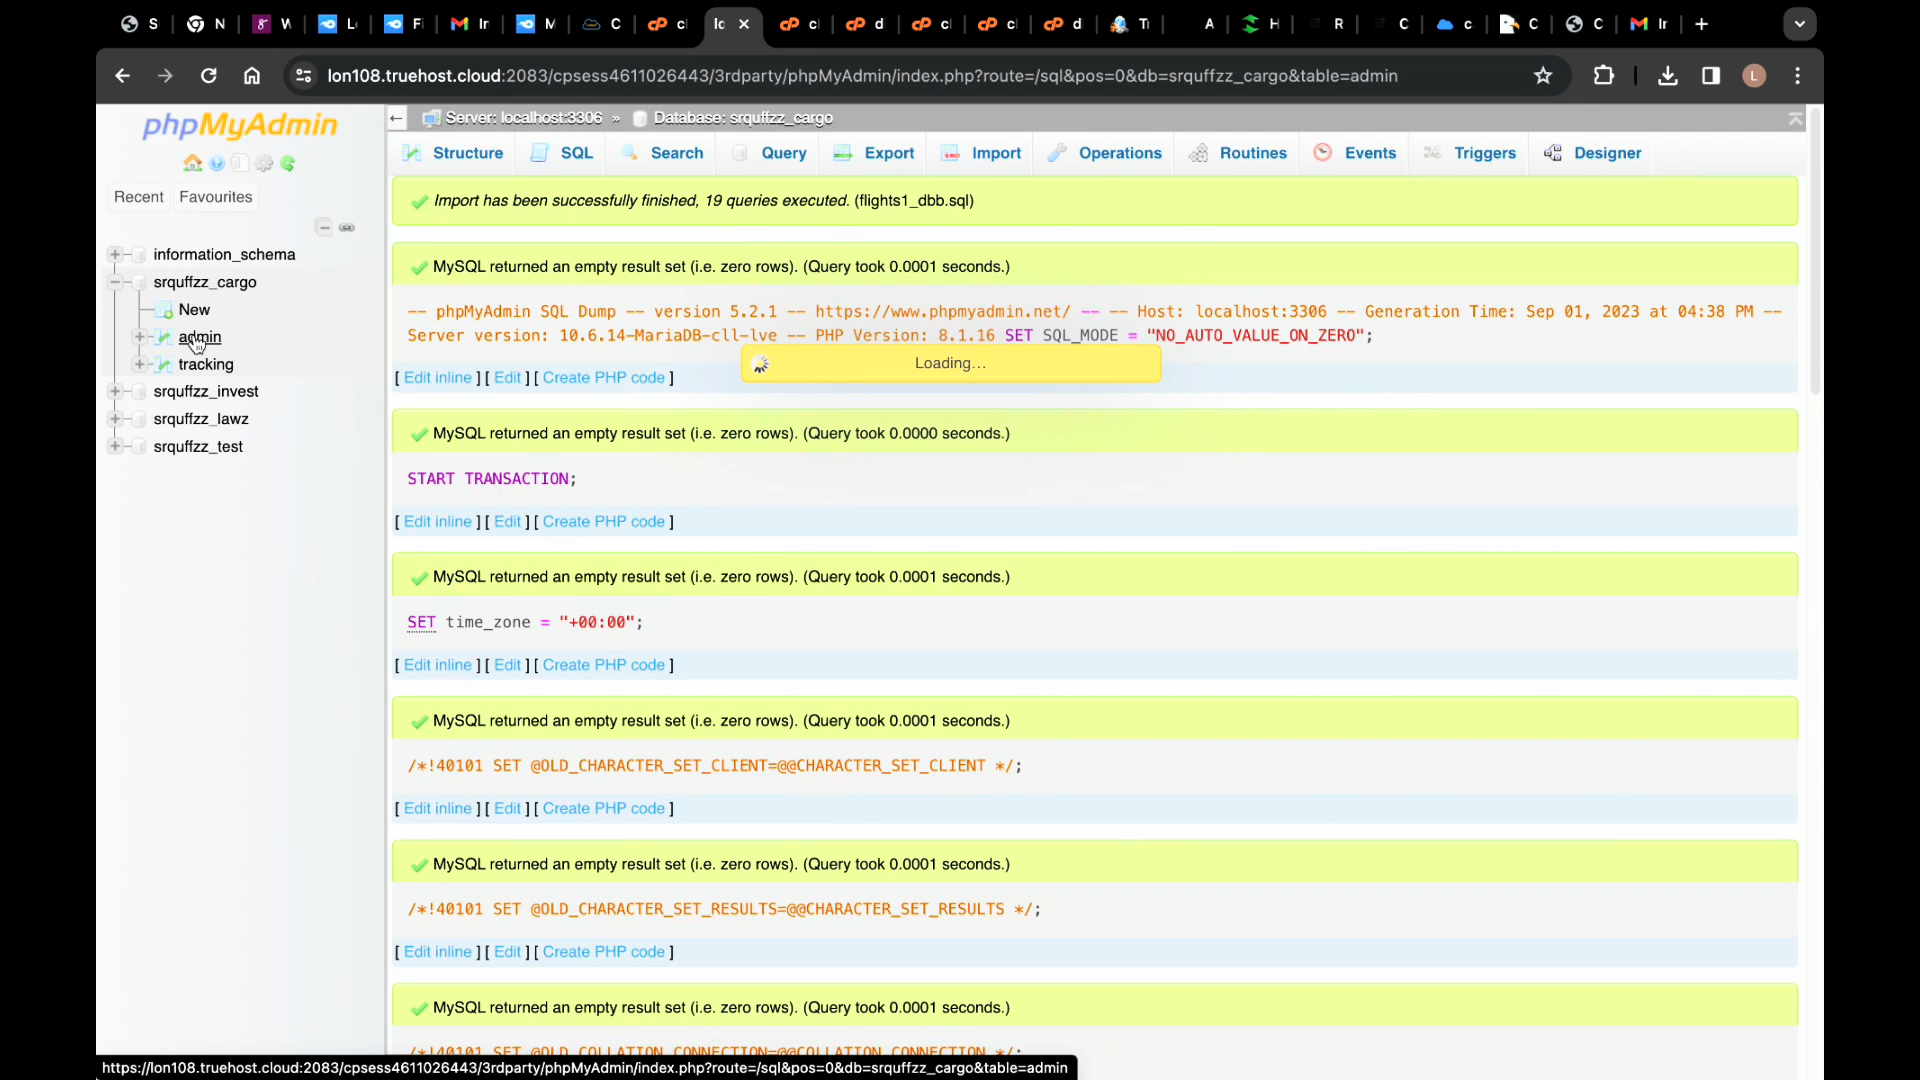 S N W Lo Fi Ir M C c lo c d c c d Tr A H R C c C C Ir
lon108.truehost.cloud:2083/cpsess4611026443/3rdparty/phpMyAdmin/index.php?route=/sql&pos=0&db=srquffzz_cargo&table=admin
L
phpMyAdmin
Recent Favourites
information_schema
srquffzz_cargo
New
admin
tracking
srquffzz_invest
srquffzz_lawz
srquffzz_test
Server: localhost:3306 » Database: srquffzz_cargo
Structure SQL Search Query Export Import Operations Routines Events Triggers Designer
Import has been successfully finished, 19 queries executed. (flights1_dbb.sql)
MySQL returned an empty result set (i.e. zero rows). (Query took 0.0001 seconds.)
-- phpMyAdmin SQL Dump -- version 5.2.1 -- https://www.phpmyadmin.net/ -- -- Host: localhost:3306 -- Generation Time: Sep 01, 2023 at 04:38 PM --
Server version: 10.6.14-MariaDB-cll-lve -- PHP Version: 8.1.16 SET SQL_MODE = "NO_AUTO_VALUE_ON_ZERO";
Loading…
[ Edit inline ] [ Edit ] [ Create PHP code ]
MySQL returned an empty result set (i.e. zero rows). (Query took 0.0000 seconds.)
START TRANSACTION;
[ Edit inline ] [ Edit ] [ Create PHP code ]
MySQL returned an empty result set (i.e. zero rows). (Query took 0.0001 seconds.)
SET time_zone = "+00:00";
[ Edit inline ] [ Edit ] [ Create PHP code ]
MySQL returned an empty result set (i.e. zero rows). (Query took 0.0001 seconds.)
/*!40101 SET @OLD_CHARACTER_SET_CLIENT=@@CHARACTER_SET_CLIENT */;
[ Edit inline ] [ Edit ] [ Create PHP code ]
MySQL returned an empty result set (i.e. zero rows). (Query took 0.0001 seconds.)
/*!40101 SET @OLD_CHARACTER_SET_RESULTS=@@CHARACTER_SET_RESULTS */;
[ Edit inline ] [ Edit ] [ Create PHP code ]
MySQL returned an empty result set (i.e. zero rows). (Query took 0.0001 seconds.)
/*!40101 SET @OLD_COLLATION_CONNECTION=@@COLLATION_CONNECTION */;
https://lon108.truehost.cloud:2083/cpsess4611026443/3rdparty/phpMyAdmin/index.php?route=/sql&pos=0&db=srquffzz_cargo&table=admin